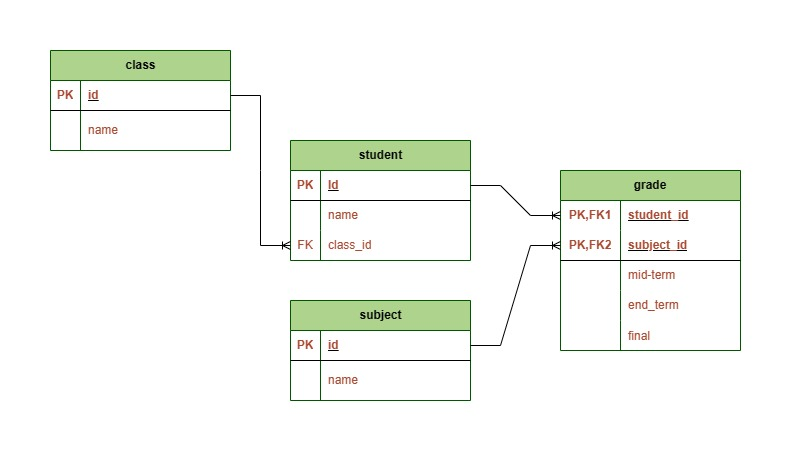 class
PK id
name
student
PK Id
name
FK class_id
subject
PK id
name
grade
PK,FK1 student_id
PK,FK2 subject_id
mid-term
end_term
final